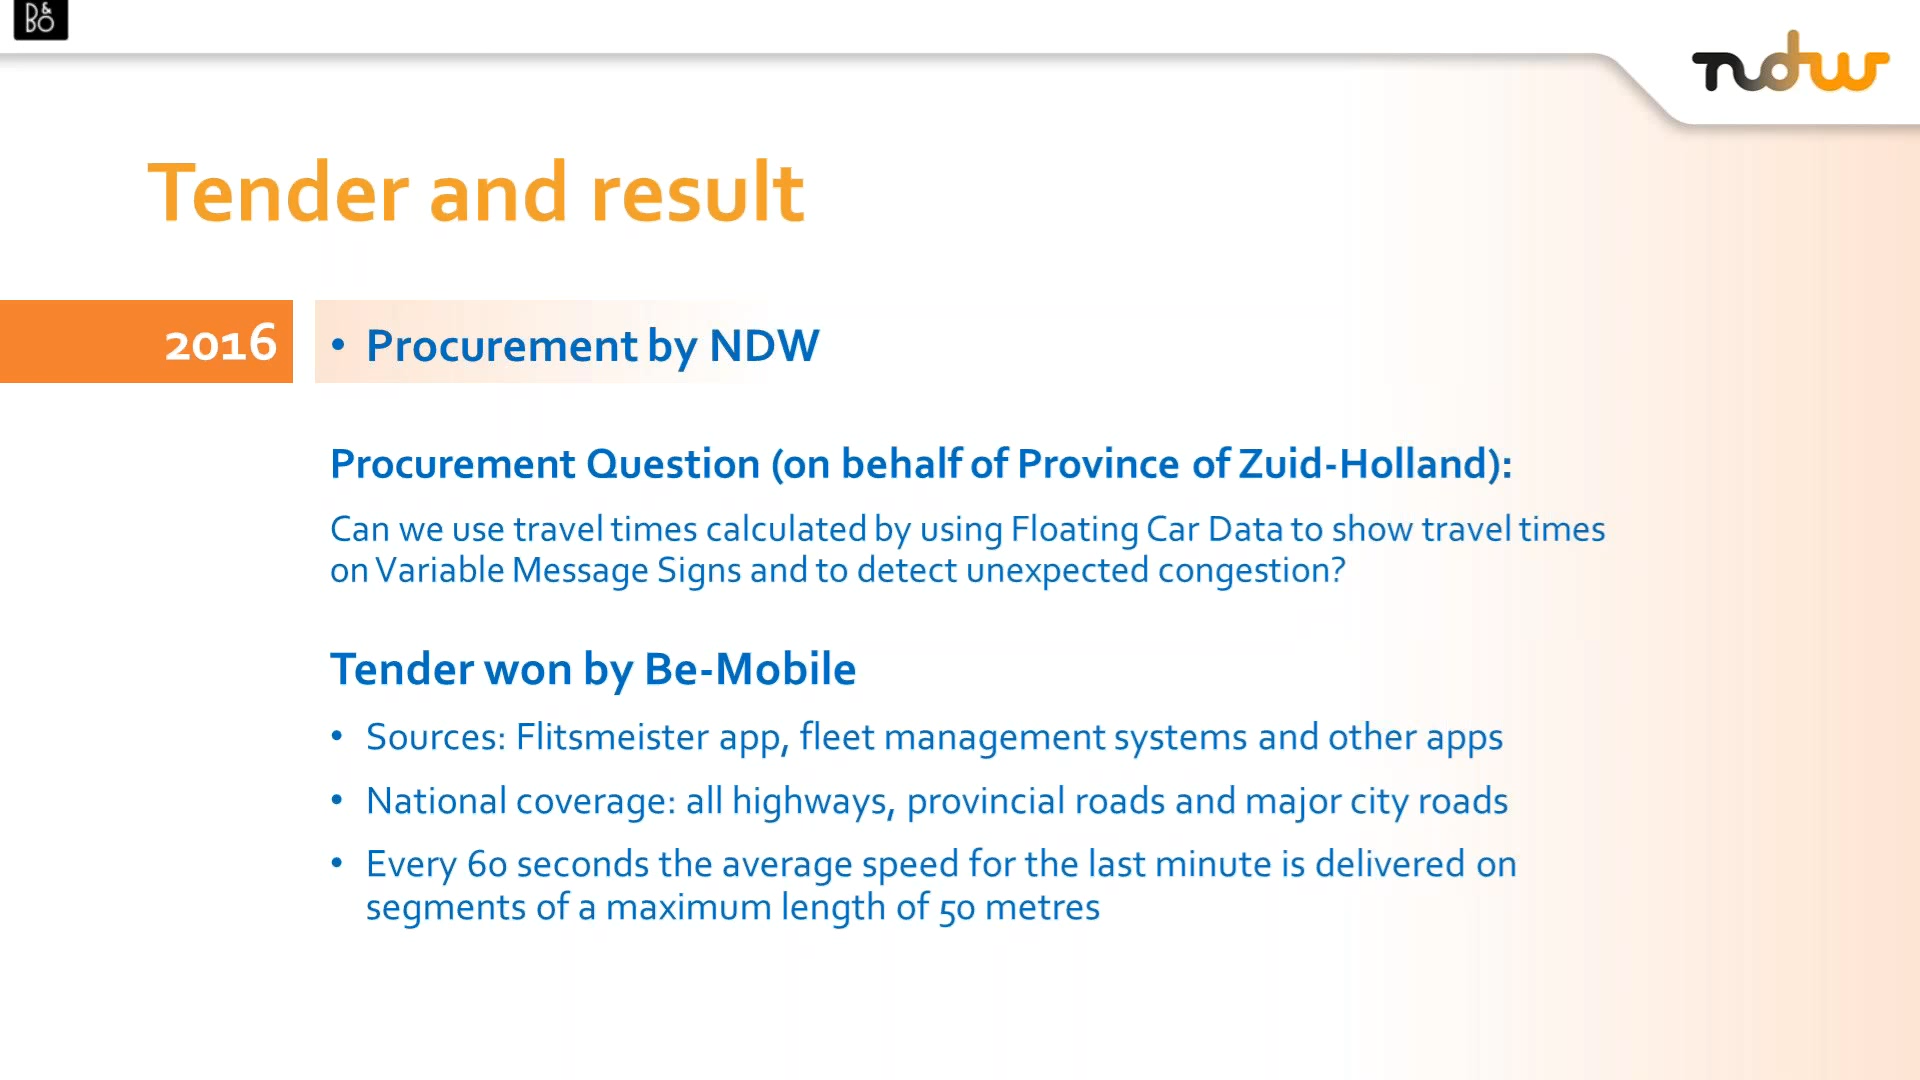 B&O
ndw
Tender and result
2016
• Procurement by NDW
Procurement Question (on behalf of Province of Zuid-Holland):
Can we use travel times calculated by using Floating Car Data to show travel times
on Variable Message Signs and to detect unexpected congestion?
Tender won by Be-Mobile
• Sources: Flitsmeister app, fleet management systems and other apps
• National coverage: all highways, provincial roads and major city roads
• Every 60 seconds the average speed for the last minute is delivered on
segments of a maximum length of 50 metres